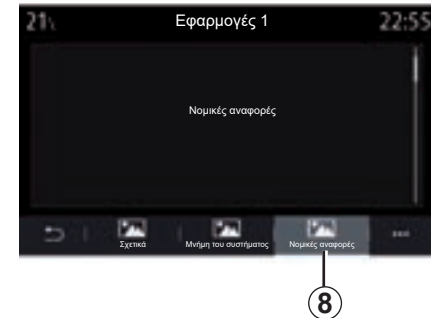 21
Εφαρμογές 1
22:55
Νομικές αναφορές
Σχετικά
Μνήμη του συστήματος
Νομικές αναφορές
8